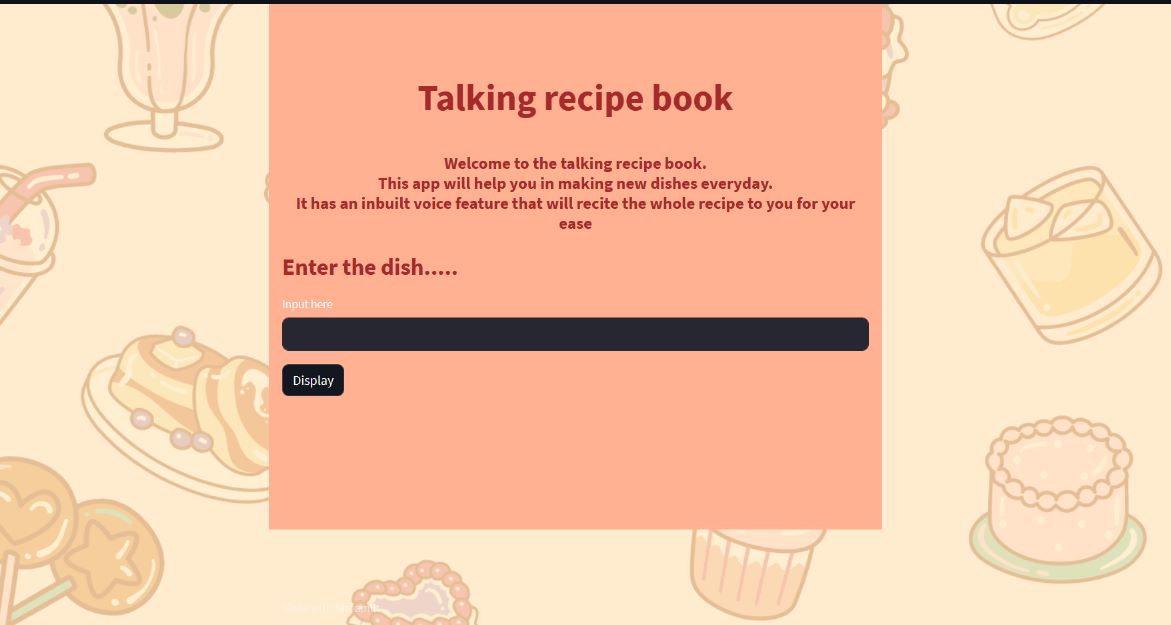 Talking recipe book
Welcome to the talking recipe book.
This app will help you in making new dishes everyday.
It has an inbuilt voice feature that will recite the whole recipe to you for your
ease
Enter the dish.....
Input here
Display
Made with Streamlit